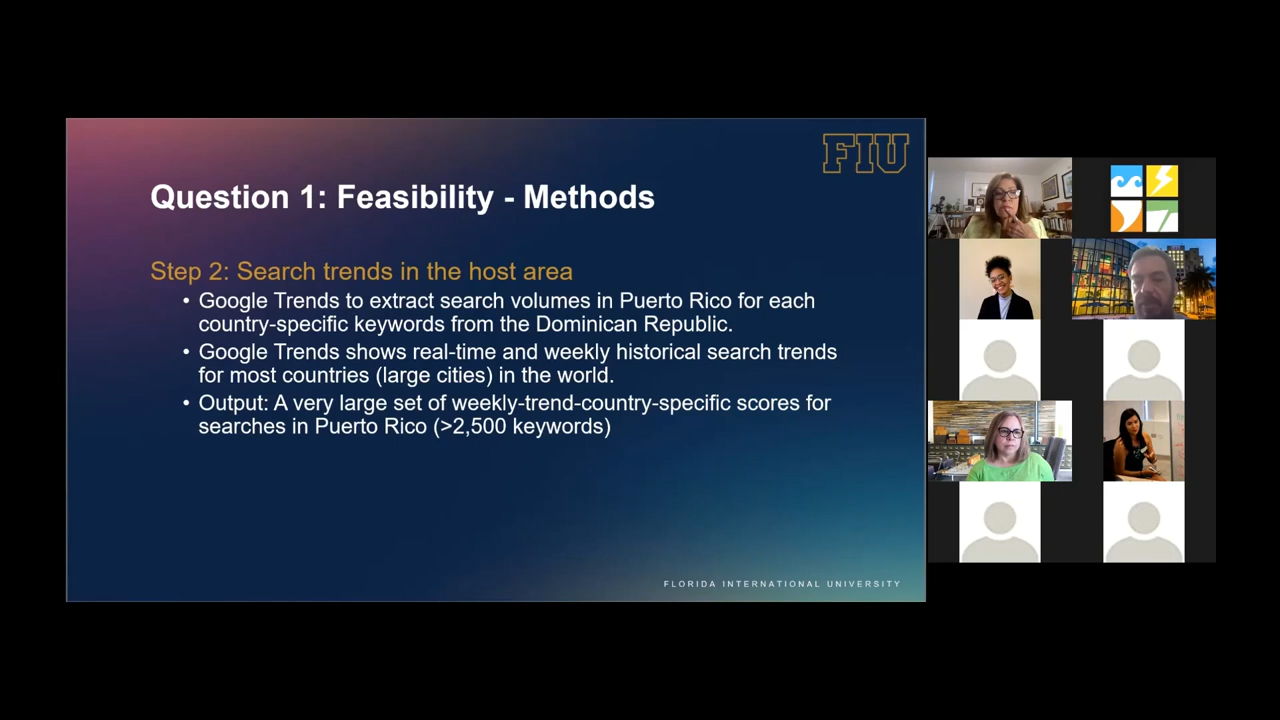 FIU
Question 1: Feasibility - Methods
Step 2: Search trends in the host area
• Google Trends to extract search volumes in Puerto Rico for each
country-specific keywords from the Dominican Republic.
• Google Trends shows real-time and weekly historical search trends
for most countries (large cities) in the world.
• Output: A very large set of weekly-trend-country-specific scores for
searches in Puerto Rico (>2,500 keywords)
FLORIDA INTERNATIONAL UNIVERSITY